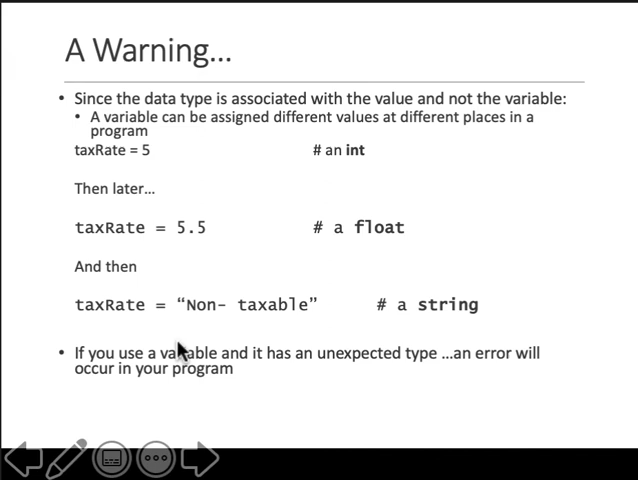 A Warning...
• Since the data type is associated with the value and not the variable:
• A variable can be assigned different values at different places in a
program
taxRate = 5 # an int
Then later...
taxRate = 5.5 # a float
And then
taxRate = “Non- taxable” # a string
• If you use a variable and it has an unexpected type ...an error will
occur in your program